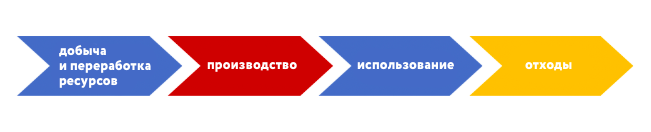 добыча
и переработка
ресурсов
производство
использование
отходы